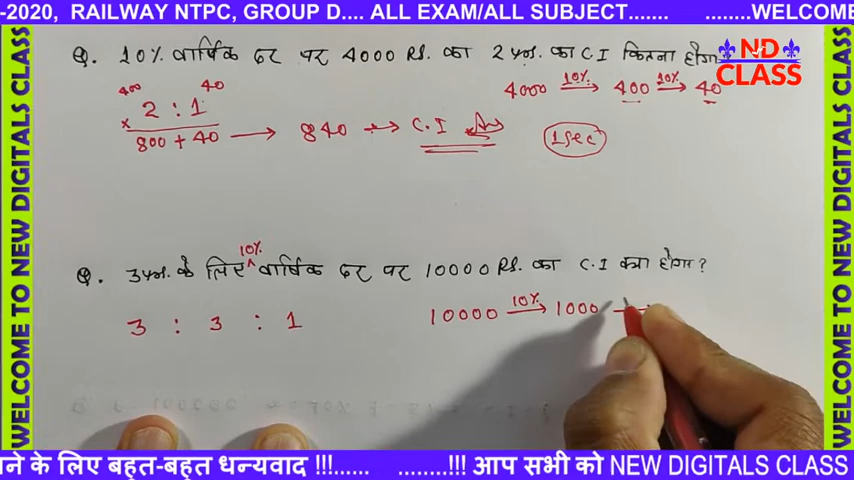 -2020, RAILWAY NTPC, GROUP D.... ALL EXAM/ALL SUBJECT....... ........WELCOME
Q. 10% वार्षिक दर पर 4000 RS. का 2 का C.I कितना होगा
ND
CLASS
4000 10% 400 10% 40
400 40
× 2 : 1
800 + 40 → 840 → C.I
1 Sec
10%
Q. 3 के लिए ^ वार्षिक दर पर 10000 RS. का C.I क्या होगा?
3 : 3 : 1
10000 10% 1000
WELCOME TO NEW DIGITALS CLASS
WELCOME TO NEW DIGITALS CLASS
ने के लिए बहुत-बहुत धन्यवाद !!!...... ........!!! आप सभी को NEW DIGITALS CLASS